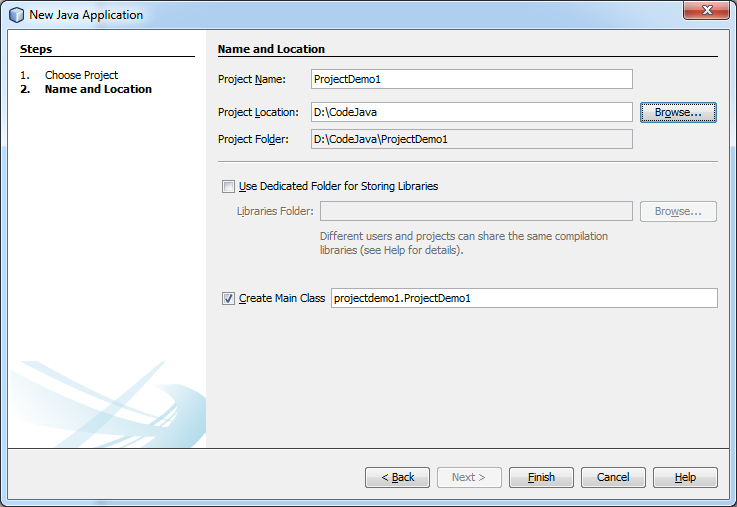 New Java Application
Steps
1. Choose Project
2. Name and Location
Name and Location
Project Name: ProjectDemo1
Project Location: D:\CodeJava Browse...
Project Folder: D:\CodeJava\ProjectDemo1
Use Dedicated Folder for Storing Libraries
Libraries Folder: Browse...
Different users and projects can share the same compilation
libraries (see Help for details).
Create Main Class projectdemo1.ProjectDemo1
< Back Next > Finish Cancel Help